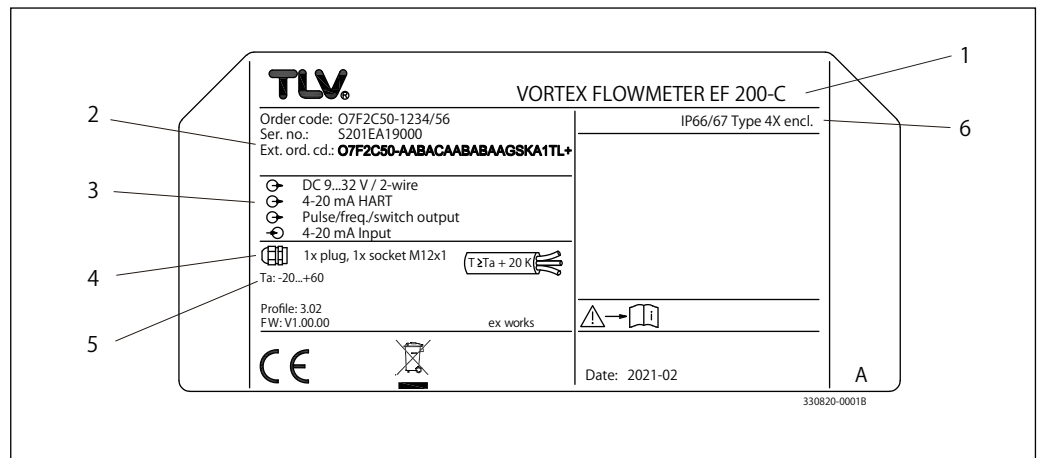 TLV®
VORTEX FLOWMETER EF 200-C
Order code: O7F2C50-1234/56
Ser. no.: S201EA19000
Ext. ord. cd.: O7F2C50-AABACAABABAAGSKA1TL+
IP66/67 Type 4X encl.
DC 9...32 V / 2-wire
4-20 mA HART
Pulse/freq./switch output
4-20 mA Input
1x plug, 1x socket M12x1
T ≥Ta + 20 K
Ta: -20...+60
Profile: 3.02
FW: V1.00.00
ex works
i
CE
Date: 2021-02
A
330820-0001B
1
2
3
4
5
6